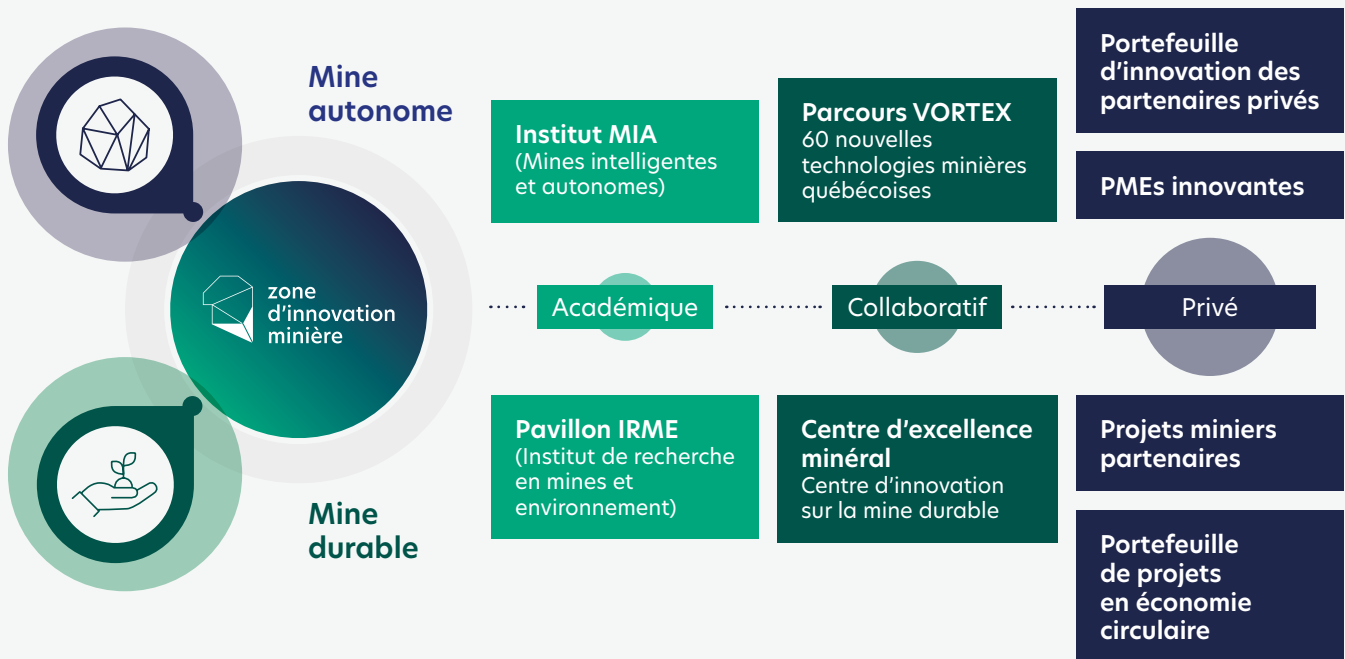 Mine
autonome
Institut MIA
(Mines intelligentes
et autonomes)
Parcours VORTEX
60 nouvelles
technologies minières
québécoises
Portefeuille
d'innovation des
partenaires privés
PMEs innovantes
zone
d'innovation
minière
Académique
Collaboratif
Privé
Mine
durable
Pavillon IRME
(Institut de recherche
en mines et
environnement)
Centre d'excellence
minéral
Centre d'innovation
sur la mine durable
Projets miniers
partenaires
Portefeuille
de projets
en économie
circulaire